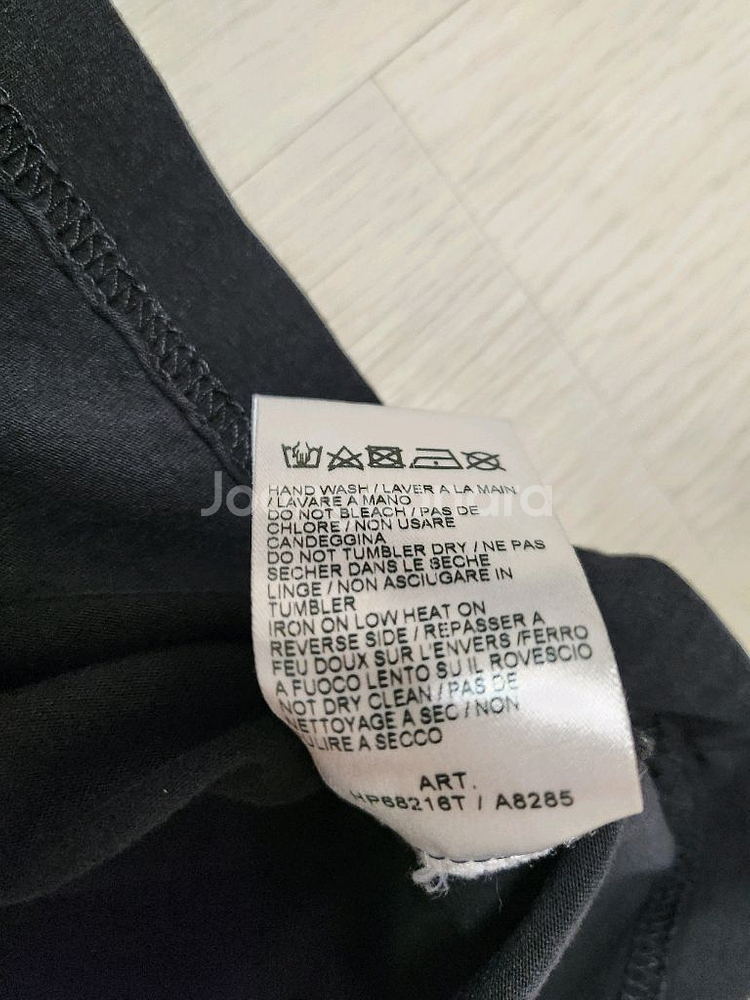 HAND WASH / LAVER A LA MAIN
/ LAVARE A MANO
DO NOT BLEACH / PAS DE
CHLORE / NON USARE
CANDEGGINA
DO NOT TUMBLER DRY / NE PAS
SECHER DANS LE SECHE
LINGE / NON ASCIUGARE IN
TUMBLER
IRON ON LOW HEAT ON
REVERSE SIDE / REPASSER A
FEU DOUX SUR L'ENVERS /FERRO
A FUOCO LENTO SU IL ROVESCIO
NOT DRY CLEAN / PAS DE
NETTOYAGE A SEC / NON
A SECCO
ART.
/ A8285